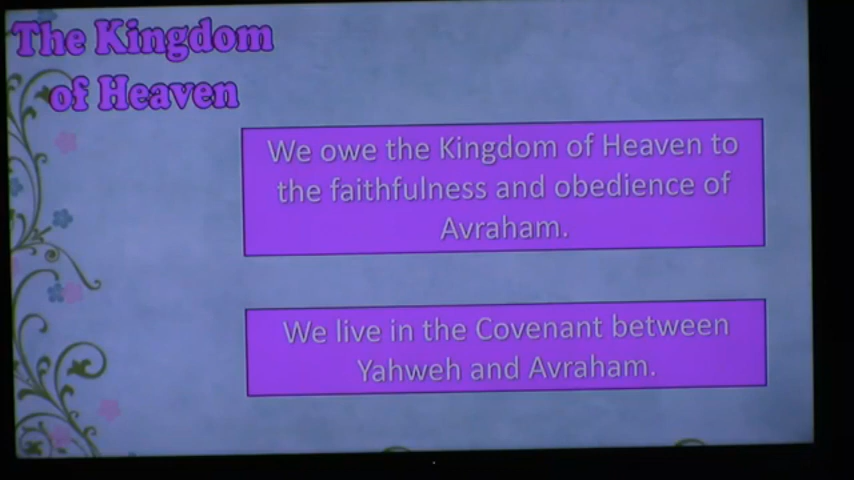 The Kingdom
of Heaven
We owe the Kingdom of Heaven to
the faithfulness and obedience of
Avraham.
We live in the Covenant between
Yahweh and Avraham.